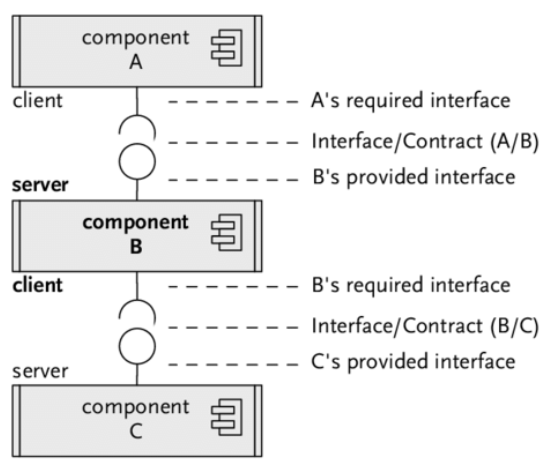 component
A
client
A's required interface
Interface/Contract (A/B)
B's provided interface
server
component
B
client
B's required interface
Interface/Contract (B/C)
C's provided interface
server
component
C